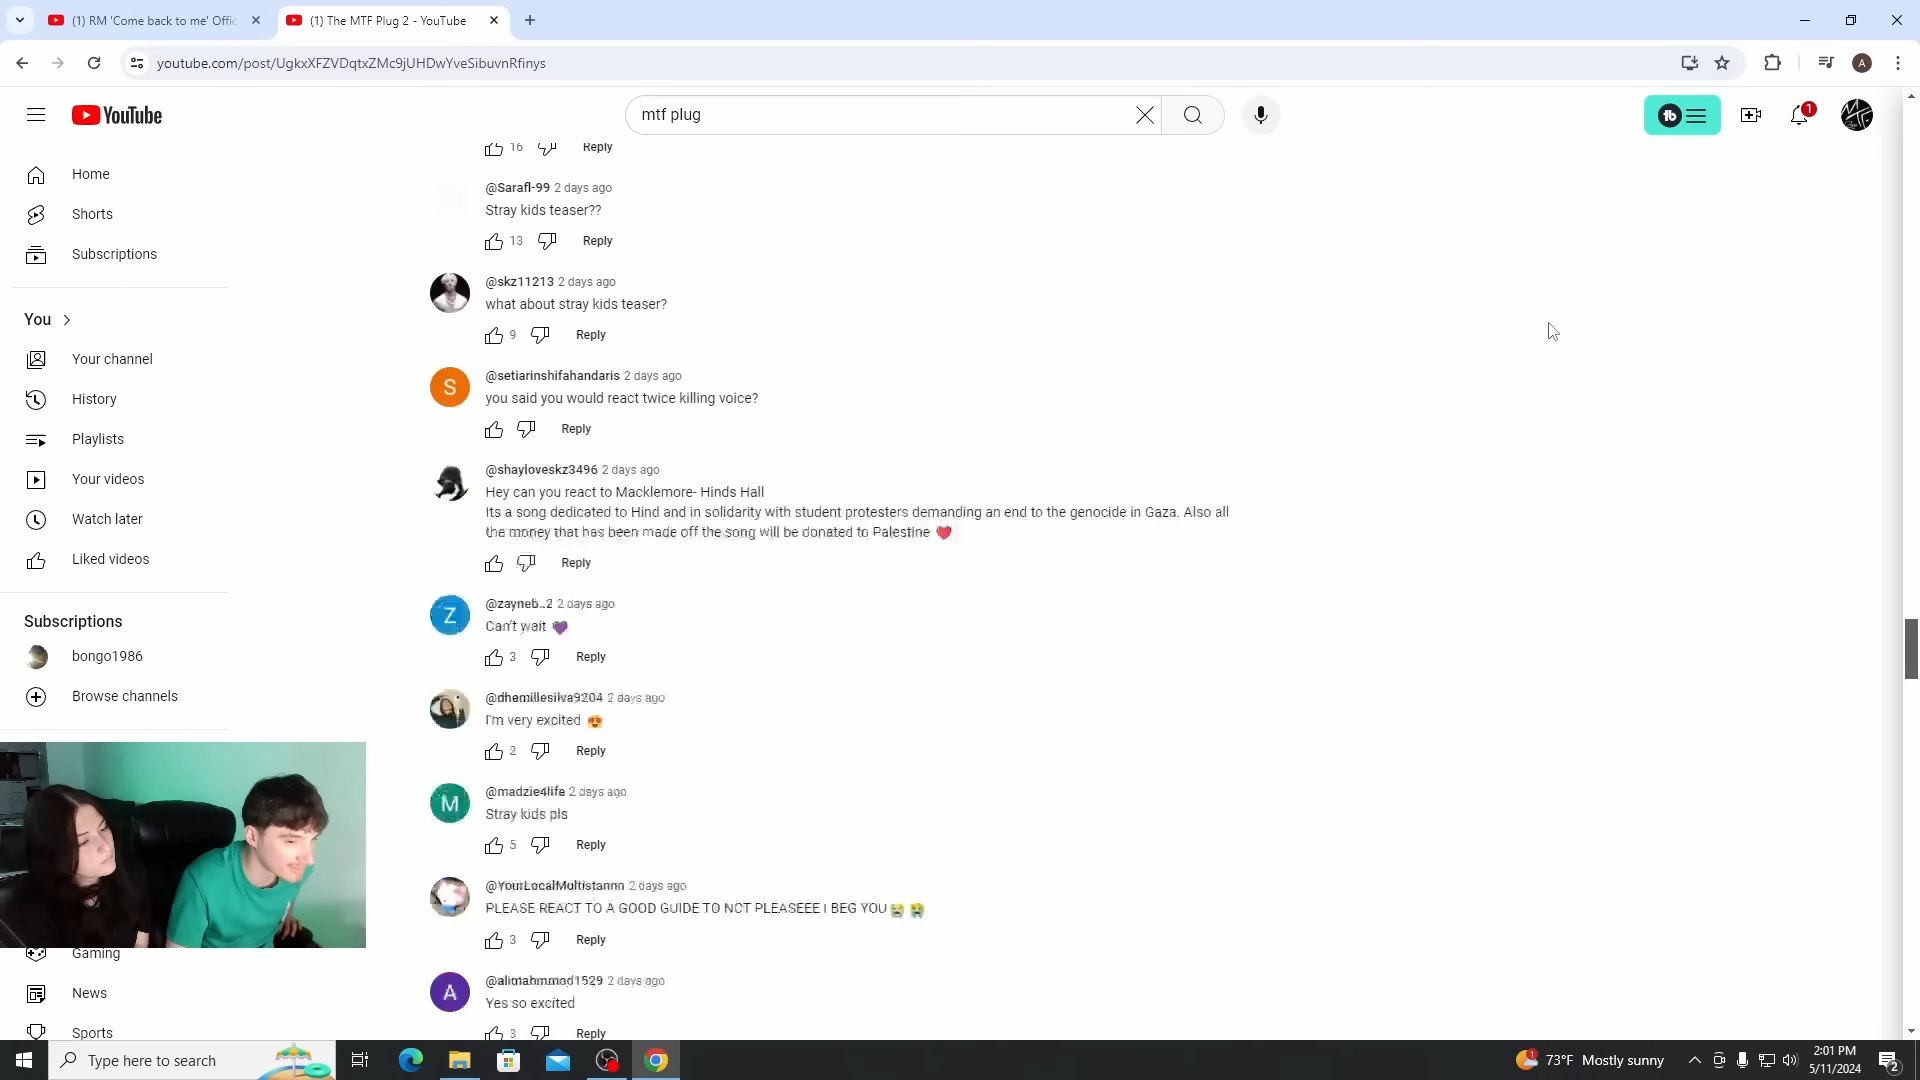 (1) RM 'Come back to me' Offic
(1) The MTF Plug 2 - YouTube
youtube.com/post/UgkxXFZVDqtxZMc9jUHDwYveSibuvnRfinys
A
YouTube
mtf plug
1
Home
Shorts
Subscriptions
You
Your channel
History
Playlists
Your videos
Watch later
Liked videos
Subscriptions
bongo1986
Browse channels
Gaming
News
Sports
16 Reply
@Sarafl-99 2 days ago
Stray kids teaser??
13 Reply
@skz11213 2 days ago
what about stray kids teaser?
9 Reply
S
@setiarinshifahandaris 2 days ago
you said you would react twice killing voice?
Reply
@shayloveskz3496 2 days ago
Hey can you react to Macklemore- Hinds Hall
Its a song dedicated to Hind and in solidarity with student protesters demanding an end to the genocide in Gaza. Also all
the money that has been made off the song will be donated to Palestine ❤️
Reply
Z
@zayneb..2 2 days ago
Can't wait 💜
3 Reply
@dhemillesilva9204 2 days ago
I'm very excited 😍
2 Reply
M
@madzie4life 2 days ago
Stray kids pls
5 Reply
@YourLocalMultistannn 2 days ago
PLEASE REACT TO A GOOD GUIDE TO NCT PLEASEEE I BEG YOU😭 😭
3 Reply
A
2 days ago
Yes so excited
3 Reply
Type here to search
73°F Mostly sunny
2:01 PM
5/11/2024
2